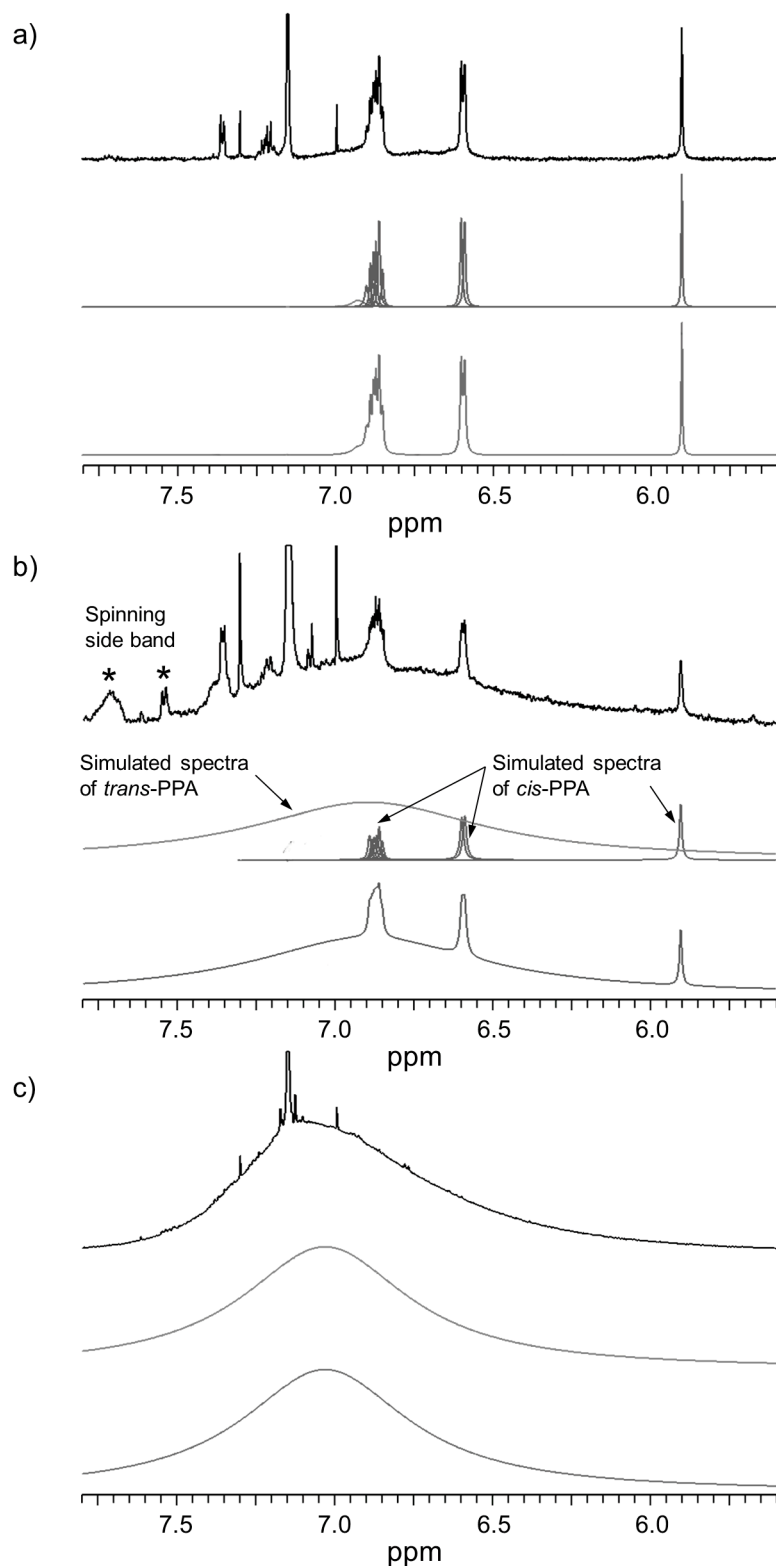 a)
7.5 7.0 6.5 6.0
ppm
b)
Spinning
side band
* *
Simulated spectra
of trans-PPA
Simulated spectra
of cis-PPA
7.5 7.0 6.5 6.0
ppm
c)
7.5 7.0 6.5 6.0
ppm